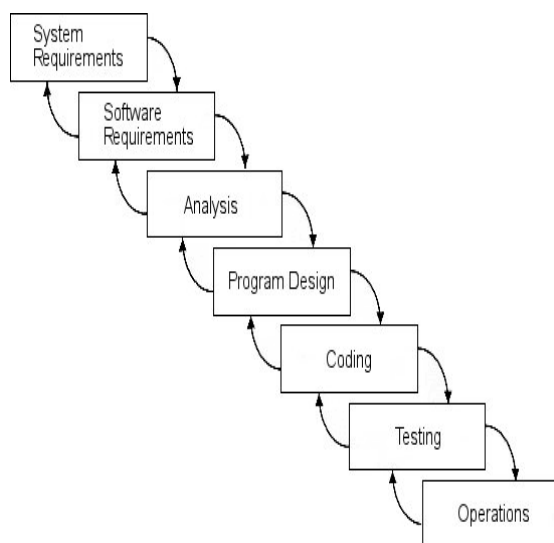 System
Requirements
Software
Requirements
Analysis
Program Design
Coding
Testing
Operations